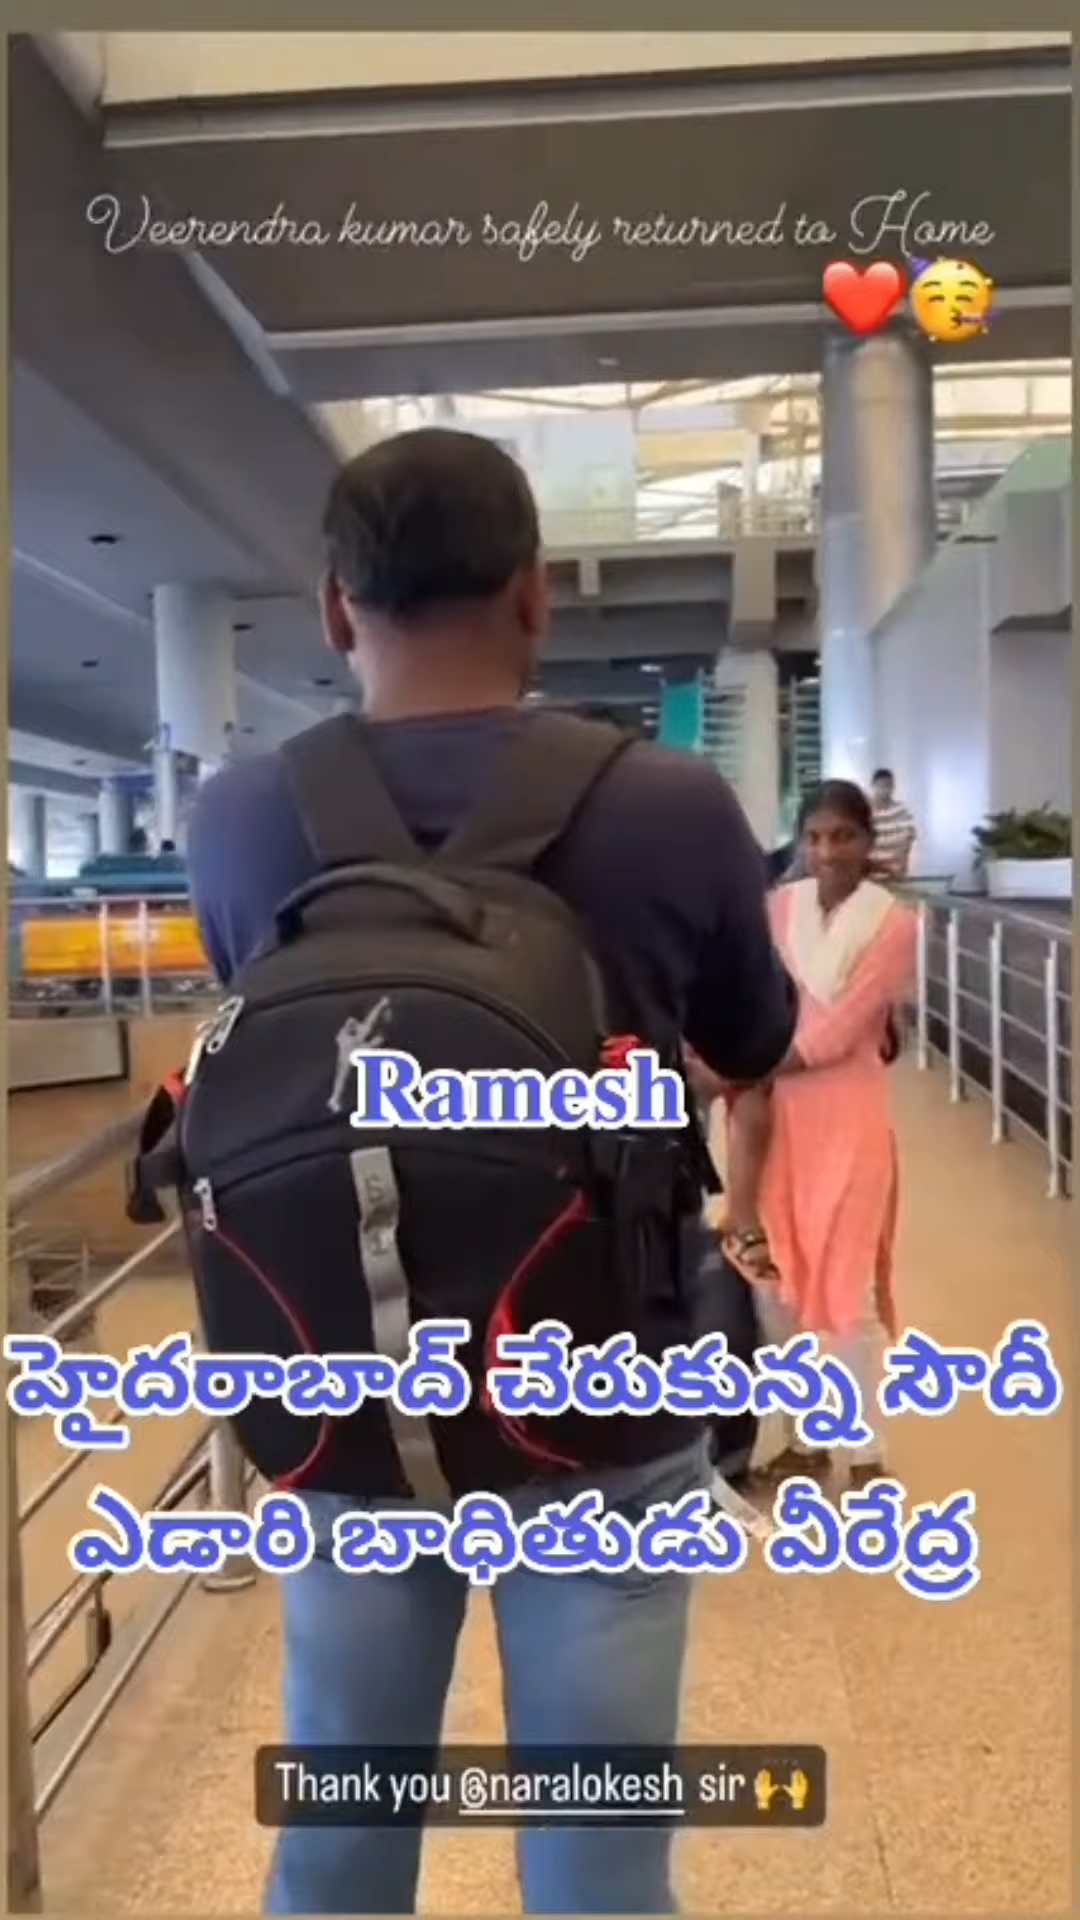 Veerendra kumar safely returned to Home
Ramesh
హైదరాబాద్ చేరుకున్న సౌదీ
ఎడారి బాధితుడు వీరేద్ర
Thank you @naralokesh sir